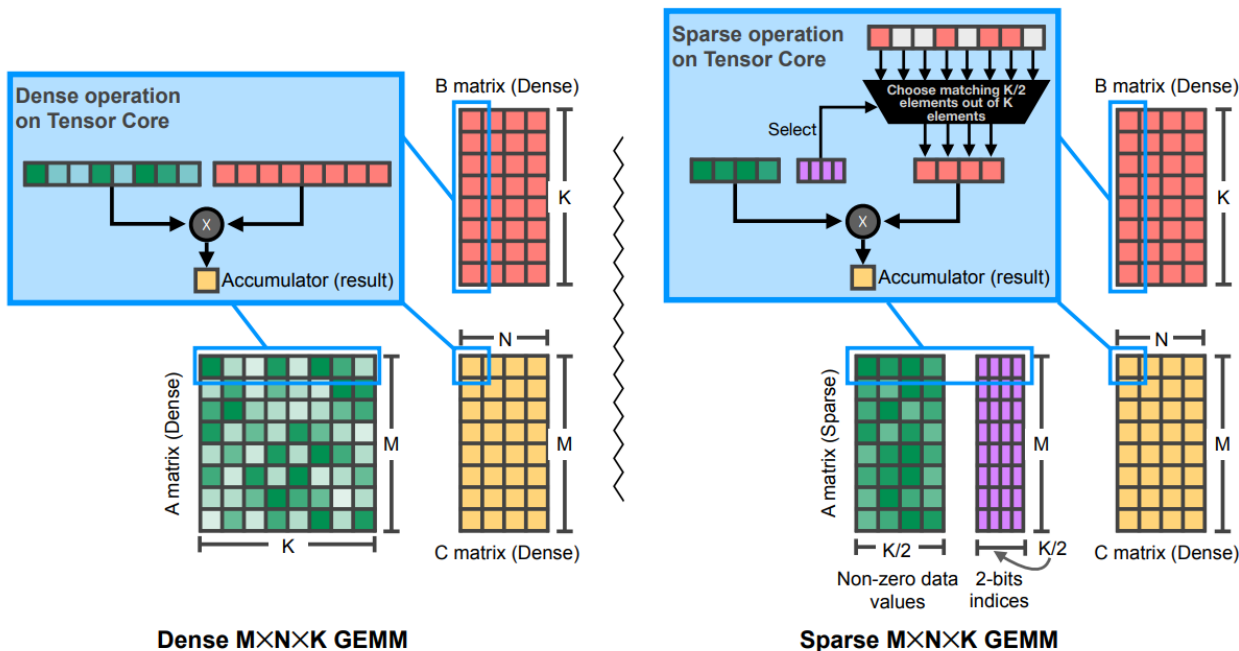 Dense operation
on Tensor Core
B matrix (Dense)
K
X
Accumulator (result)
N
A matrix (Dense)
M
M
K
C matrix (Dense)
Dense M×N×K GEMM
Sparse operation
on Tensor Core
Choose matching K/2
elements out of K
elements
Select
B matrix (Dense)
K
X
Accumulator (result)
N
A matrix (Sparse)
M
M
K/2
K/2
C matrix (Dense)
Non-zero data
values
2-bits
indices
Sparse M×N×K GEMM